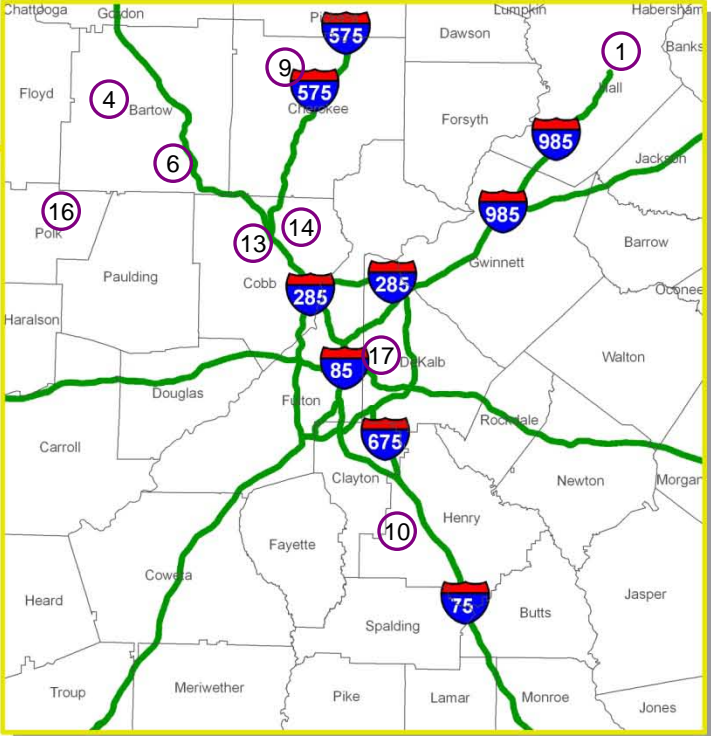 Chattooga
Gordon
Pi
575
Lumpkin
Habersham
Dawson
Banks
1
9
575
Hall
Floyd
4
Bartow
Cherokee
Forsyth
985
6
Jackson
16
Polk
985
14
13
Barrow
Paulding
Cobb
285
285
Gwinnett
Oconee
Haralson
85
17
DeKalb
Walton
Douglas
Fulton
Rockdale
675
Carroll
Clayton
Newton
Morgan
10
Henry
Fayette
Coweta
Heard
75
Butts
Jasper
Spalding
Troup
Meriwether
Pike
Lamar
Monroe
Jones